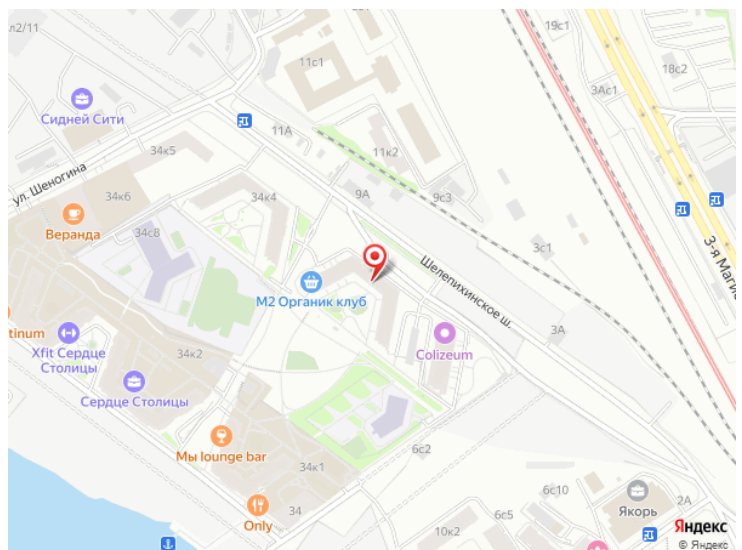 19с1
18с2
11с1
3Ас1
Сидней Сити
11А
34к5
11к2
ул. Шеногина
34к6
34к4
9А
9с3
Веранда
34с8
3-я Маги
3с1
Шелепихинское ш.
М2 Органик клуб
tinum
3А
Xfit Сердце
Столицы
34к2
Colizeum
Сердце Столицы
Мы lounge bar
34к1
6с2
6с10
Якорь
2А
34
Only
6с5
10к2
Яндекс
© Яндекс